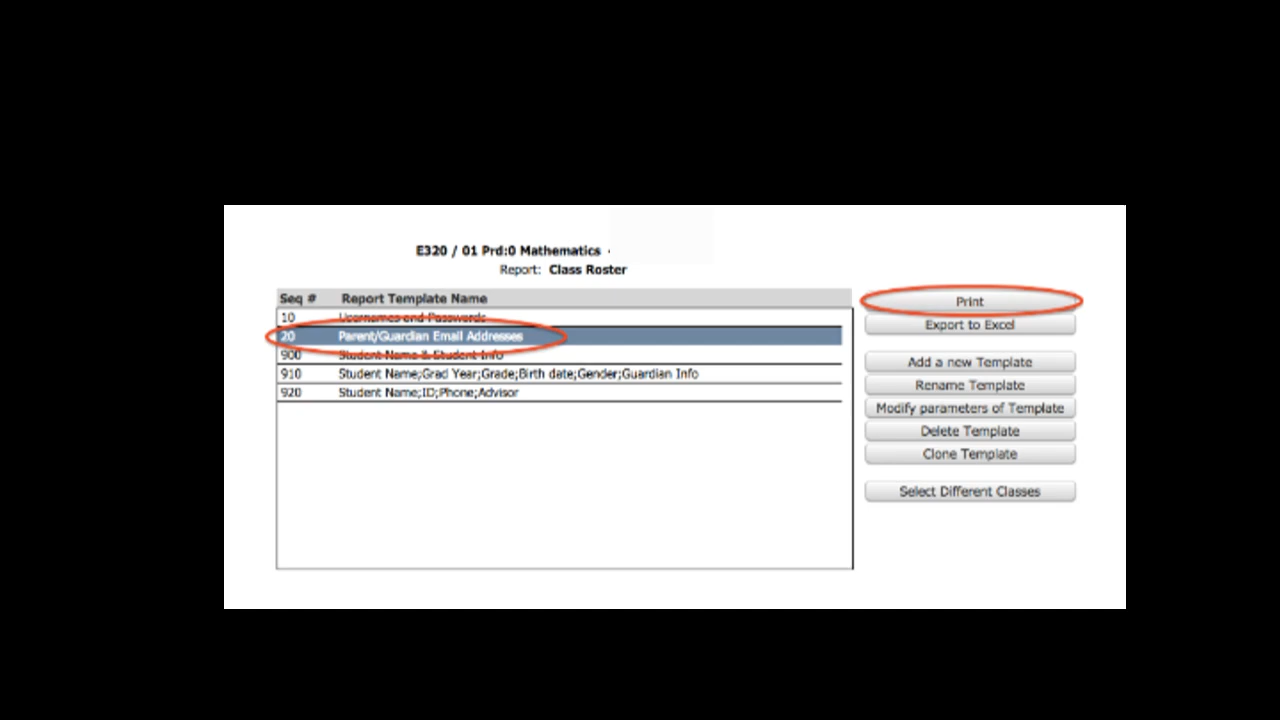 E320 / 01 Prd:0 Mathematics -
Report: Class Roster
Seq # Report Template Name
10 Usernames and Passwords
20 Parent/Guardian Email Addresses
900 Student Name & Student Info
910 Student Name;Grad Year;Grade;Birth date;Gender;Guardian Info
920 Student Name;ID;Phone;Advisor
Print
Export to Excel
Add a new Template
Rename Template
Modify parameters of Template
Delete Template
Clone Template
Select Different Classes